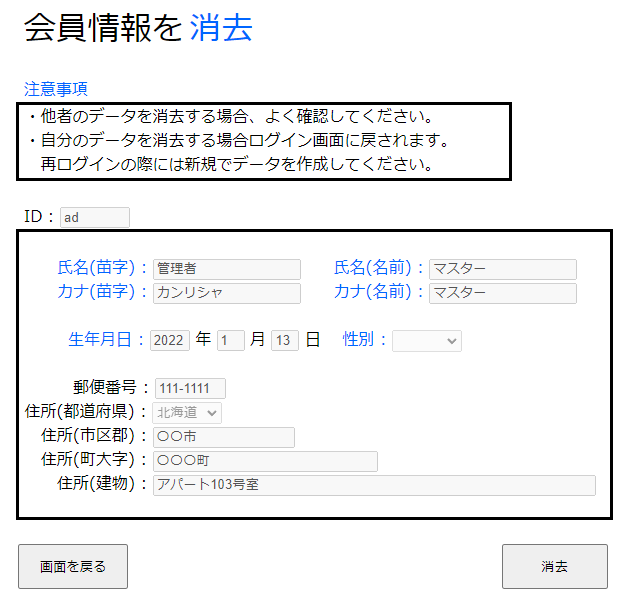 会員情報を 消去
注意事項
・他者のデータを消去する場合、よく確認してください。
・自分のデータを消去する場合ログイン画面に戻されます。
再ログインの際には新規でデータを作成してください。
ID : ad
氏名(苗字) : 管理者 氏名(名前) : マスター
カナ(苗字) : カンリシャ カナ(名前) : マスター
生年月日 : 2022 年 1 月 13 日 性別 :
郵便番号 : 111-1111
住所(都道府県) : 北海道
住所(市区郡) : 〇〇市
住所(町大字) : 〇〇〇町
住所(建物) : アパート103号室
画面を戻る 消去